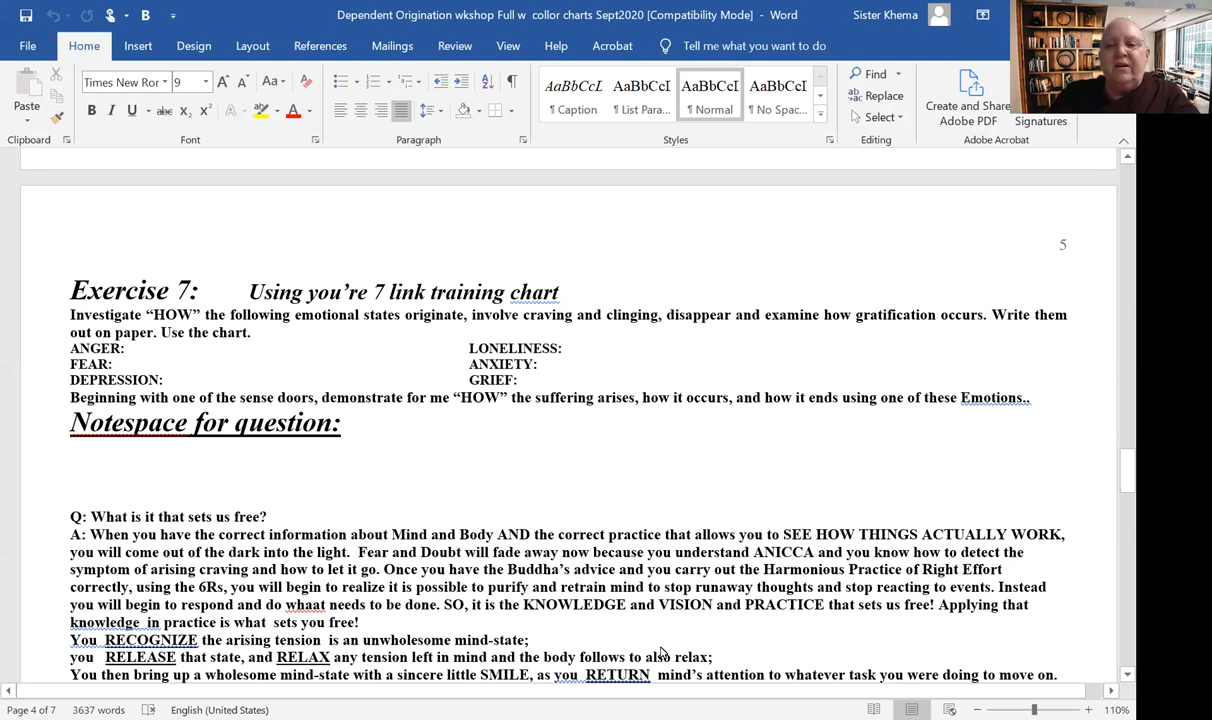 Dependent Origination wkshop Full w collor charts Sept2020 [Compatibility Mode] - Word
Sister Khema
File Home Insert Design Layout References Mailings Review View Help Acrobat Tell me what you want to do
Times New Ror 9
Aa
AaBbCcL AaBbCcI AaBbCcI AaBbCcI
Find
Replace
Select
Paste
B I U abc X₂ X² A A
¶ Caption ¶ List Para... ¶ Normal ¶ No Spac...
Create and Share
Adobe PDF
Signatures
Clipboard Font Paragraph Styles Editing Adobe Acrobat
5
Exercise 7: Using you're 7 link training chart
Investigate “HOW” the following emotional states originate, involve craving and clinging, disappear and examine how gratification occurs. Write them
out on paper. Use the chart.
ANGER: LONELINESS:
FEAR: ANXIETY:
DEPRESSION: GRIEF:
Beginning with one of the sense doors, demonstrate for me “HOW” the suffering arises, how it occurs, and how it ends using one of these Emotions..
Notespace for question:
Q: What is it that sets us free?
A: When you have the correct information about Mind and Body AND the correct practice that allows you to SEE HOW THINGS ACTUALLY WORK,
you will come out of the dark into the light. Fear and Doubt will fade away now because you understand ANICCA and you know how to detect the
symptom of arising craving and how to let it go. Once you have the Buddha’s advice and you carry out the Harmonious Practice of Right Effort
correctly, using the 6Rs, you will begin to realize it is possible to purify and retrain mind to stop runaway thoughts and stop reacting to events. Instead
you will begin to respond and do whaat needs to be done. SO, it is the KNOWLEDGE and VISION and PRACTICE that sets us free! Applying that
knowledge in practice is what sets you free!
You RECOGNIZE the arising tension is an unwholesome mind-state;
you RELEASE that state, and RELAX any tension left in mind and the body follows to also relax;
You then bring up a wholesome mind-state with a sincere little SMILE, as you RETURN mind’s attention to whatever task you were doing to move on.
Page 4 of 7 3637 words English (United States) 110%